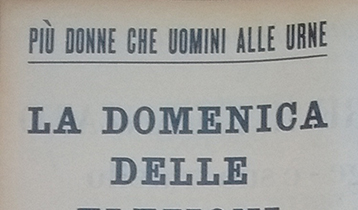 PIÙ DONNE CHE UOMINI ALLE URNE
LA DOMENICA
DELLE